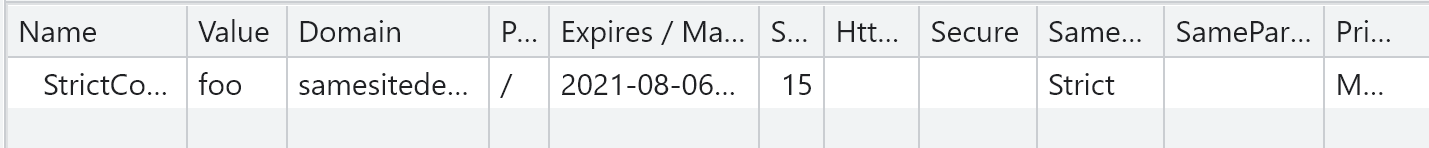 Name Value Domain P... Expires / Ma... S... Htt... Secure Same... SamePar... Pri...
StrictCo... foo samesitede... / 2021-08-06... 15 Strict M...